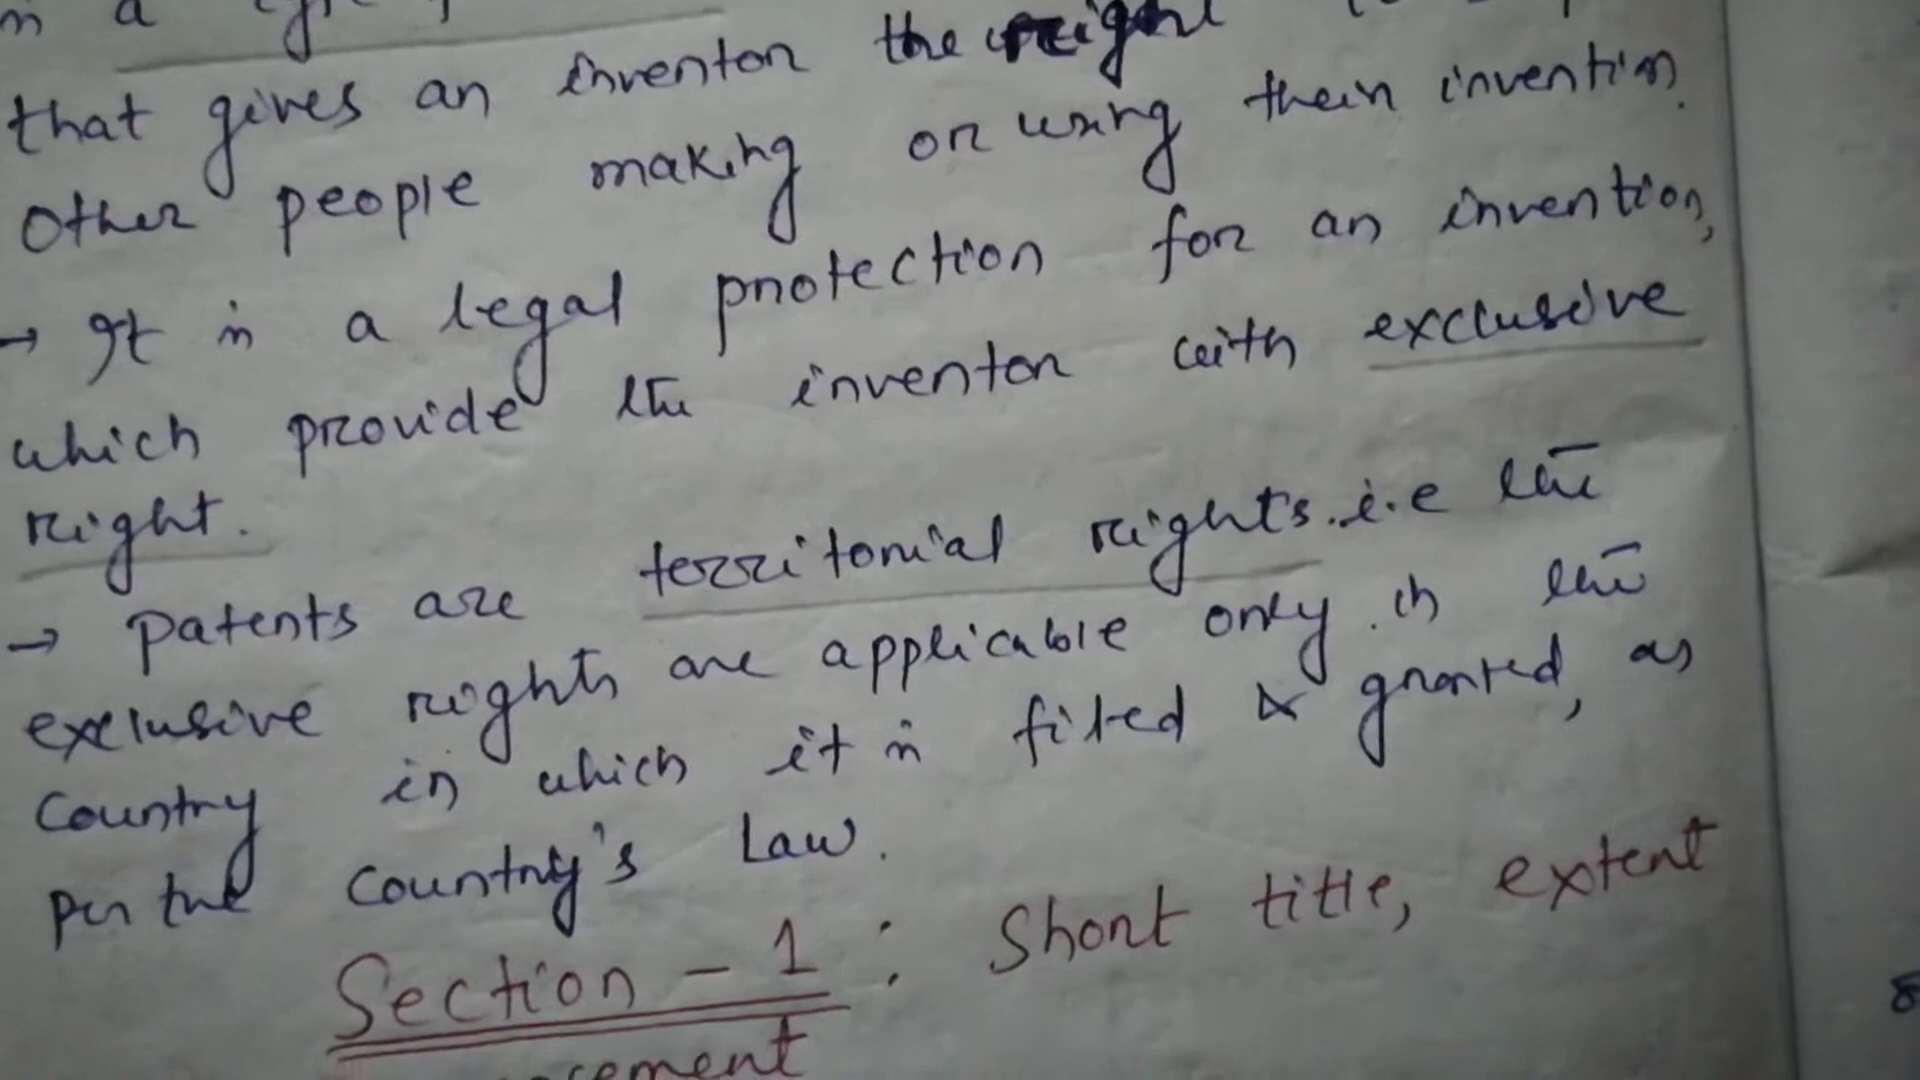 a
that gives an inventor the right
other people making or using their invention.
→ It is a legal protection for an invention,
which provide the inventor with exclusive
right.
→ Patents are territorial rights. i.e the
exclusive rights are applicable only in the
country in which it is filed & granted, as
per the country's Law.
Section - 1 : Short title, extent